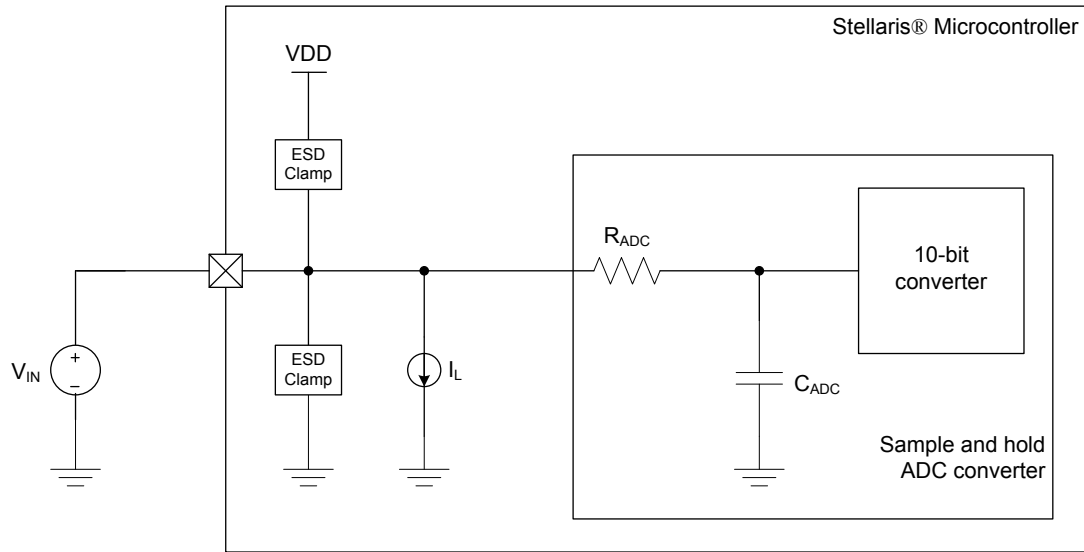 Stellaris® Microcontroller
VDD
ESD
Clamp
RADC
10-bit
converter
VIN
+
–
ESD
Clamp
IL
CADC
Sample and hold
ADC converter